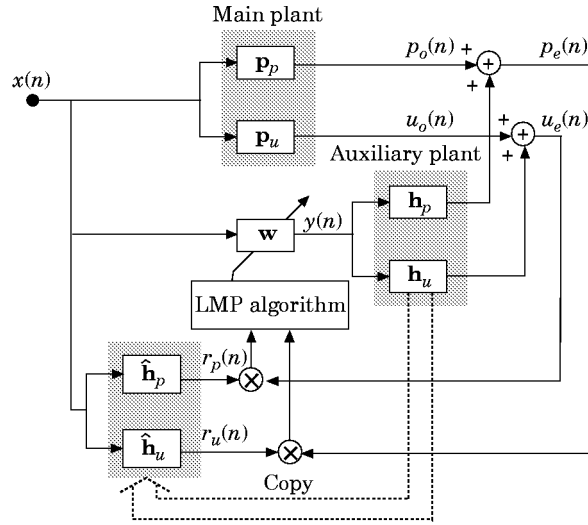 Main plant
x(n)
p_p
p_o(n)
+
+
+
p_e(n)
p_u
u_o(n)
+
+
+
u_e(n)
Auxiliary plant
w
y(n)
h_p
h_u
LMP algorithm
ĥ_p
r_p(n)
×
ĥ_u
r_u(n)
×
Copy